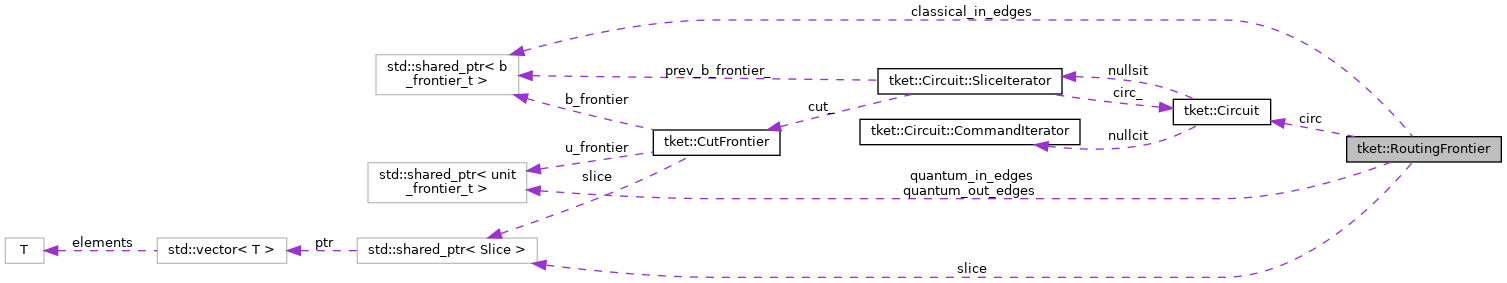 classical_in_edges
std::shared_ptr< b
_frontier_t >
prev_b_frontier_
tket::Circuit::SliceIterator
nullsit
circ_
b_frontier
cut_
tket::Circuit
circ
tket::Circuit::CommandIterator
nullcit
tket::CutFrontier
tket::RoutingFrontier
u_frontier
std::shared_ptr< unit
_frontier_t >
slice
quantum_in_edges
quantum_out_edges
T
elements
std::vector< T >
ptr
std::shared_ptr< Slice >
slice